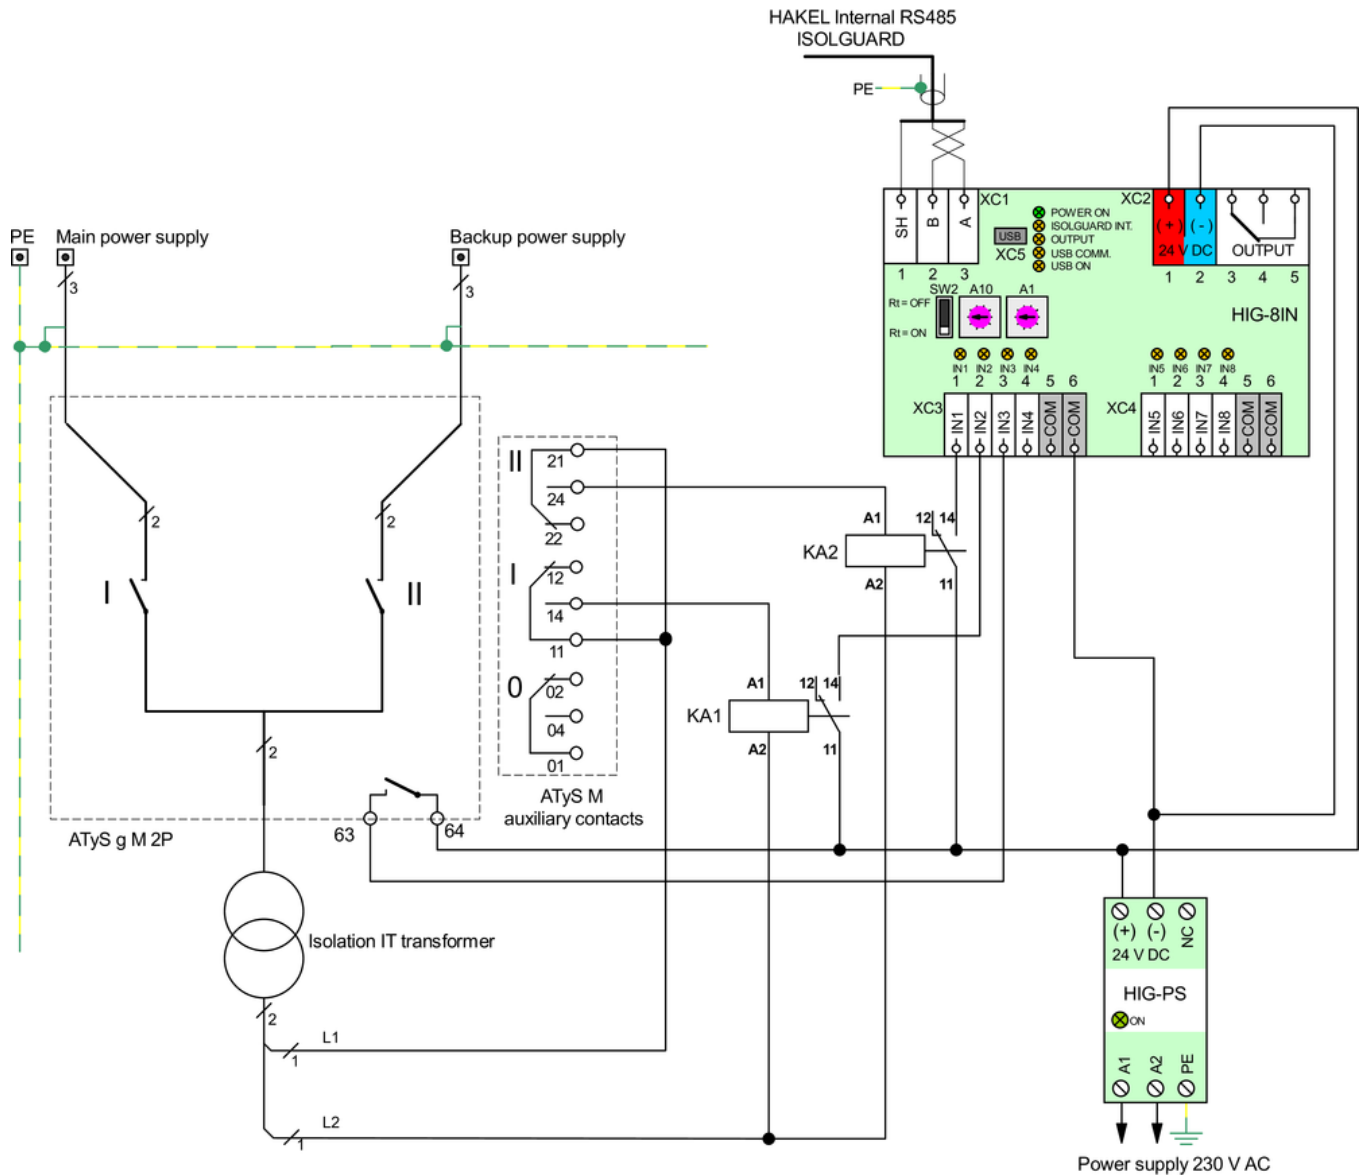 HAKEL Internal RS485
ISOLGUARD
PE
XC1
SH
B
A
1 2 3
USB
XC5
POWER ON
ISOLGUARD INT.
OUTPUT
USB COMM.
USB ON
XC2
(+) (-)
24 V DC
OUTPUT
1 2 3 4 5
SW2 A10 A1
Rt = OFF
Rt = ON
HIG-8IN
IN1 IN2 IN3 IN4
1 2 3 4 5 6
XC3
IN1 IN2 IN3 IN4 COM COM
IN5 IN6 IN7 IN8
1 2 3 4 5 6
XC4
IN5 IN6 IN7 IN8 COM COM
PE Main power supply
Backup power supply
3
3
2
2
I
II
2
63
64
ATyS g M 2P
II
21
24
22
I
12
14
11
0
02
04
01
ATyS M
auxiliary contacts
A1
KA2
A2
12 14
11
A1
KA1
A2
12 14
11
Isolation IT transformer
2
L1
1
L2
1
(+) (-) NC
24 V DC
HIG-PS
ON
A1 A2 PE
Power supply 230 V AC